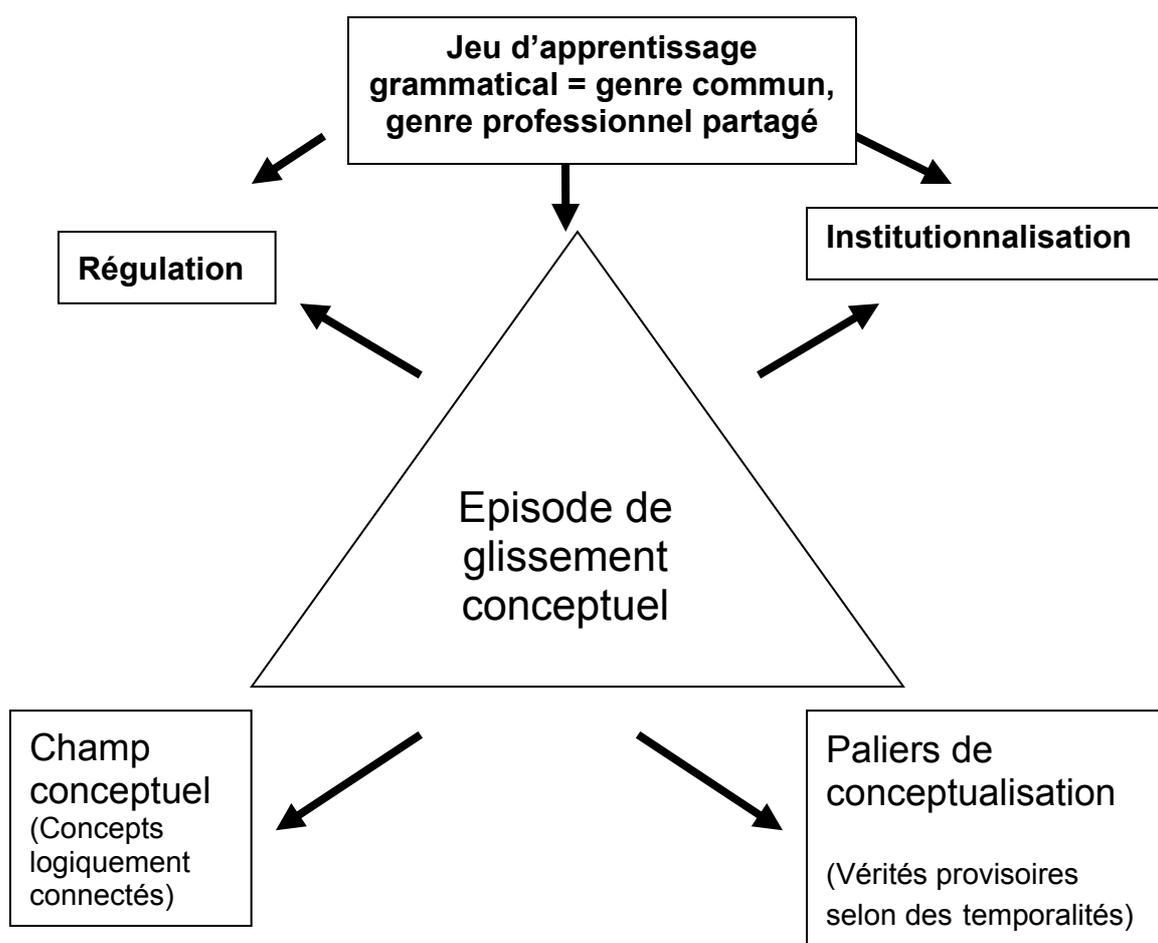 Jeu d’apprentissage
grammatical = genre commun,
genre professionnel partagé
Régulation
Institutionnalisation
Episode de
glissement
conceptuel
Champ
conceptuel
(Concepts
logiquement
connectés)
Paliers de
conceptualisation
(Vérités provisoires
selon des temporalités)